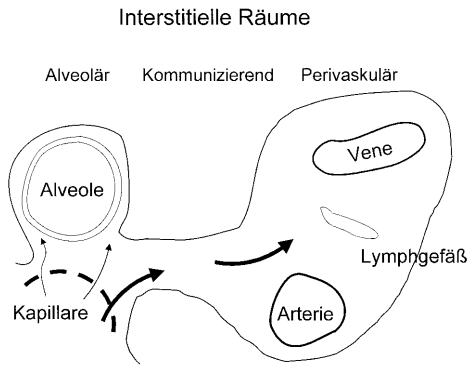 Interstitielle Räume
Alveolär Kommunizierend Perivaskulär
Vene
Alveole
Lymphgefäß
Kapillare
Arterie